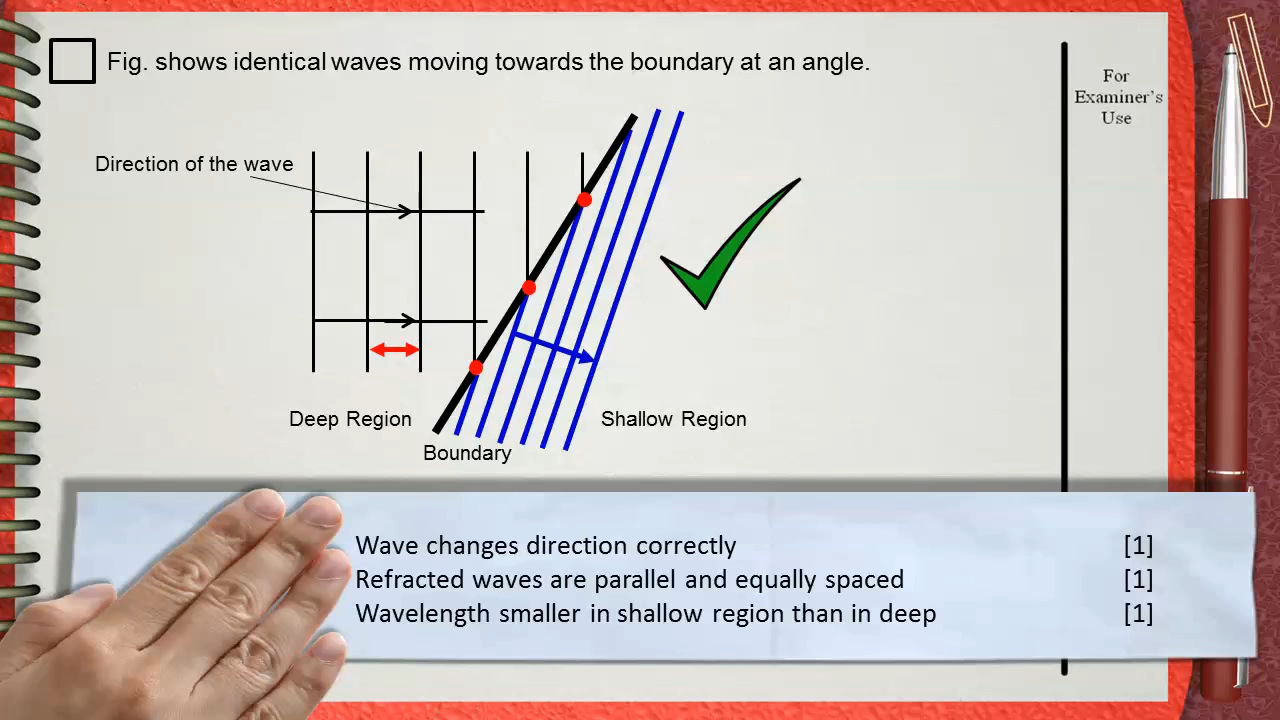 Fig. shows identical waves moving towards the boundary at an angle.
For
Examiner's
Use
Direction of the wave
Deep Region
Shallow Region
Boundary
Wave changes direction correctly [1]
Refracted waves are parallel and equally spaced [1]
Wavelength smaller in shallow region than in deep [1]